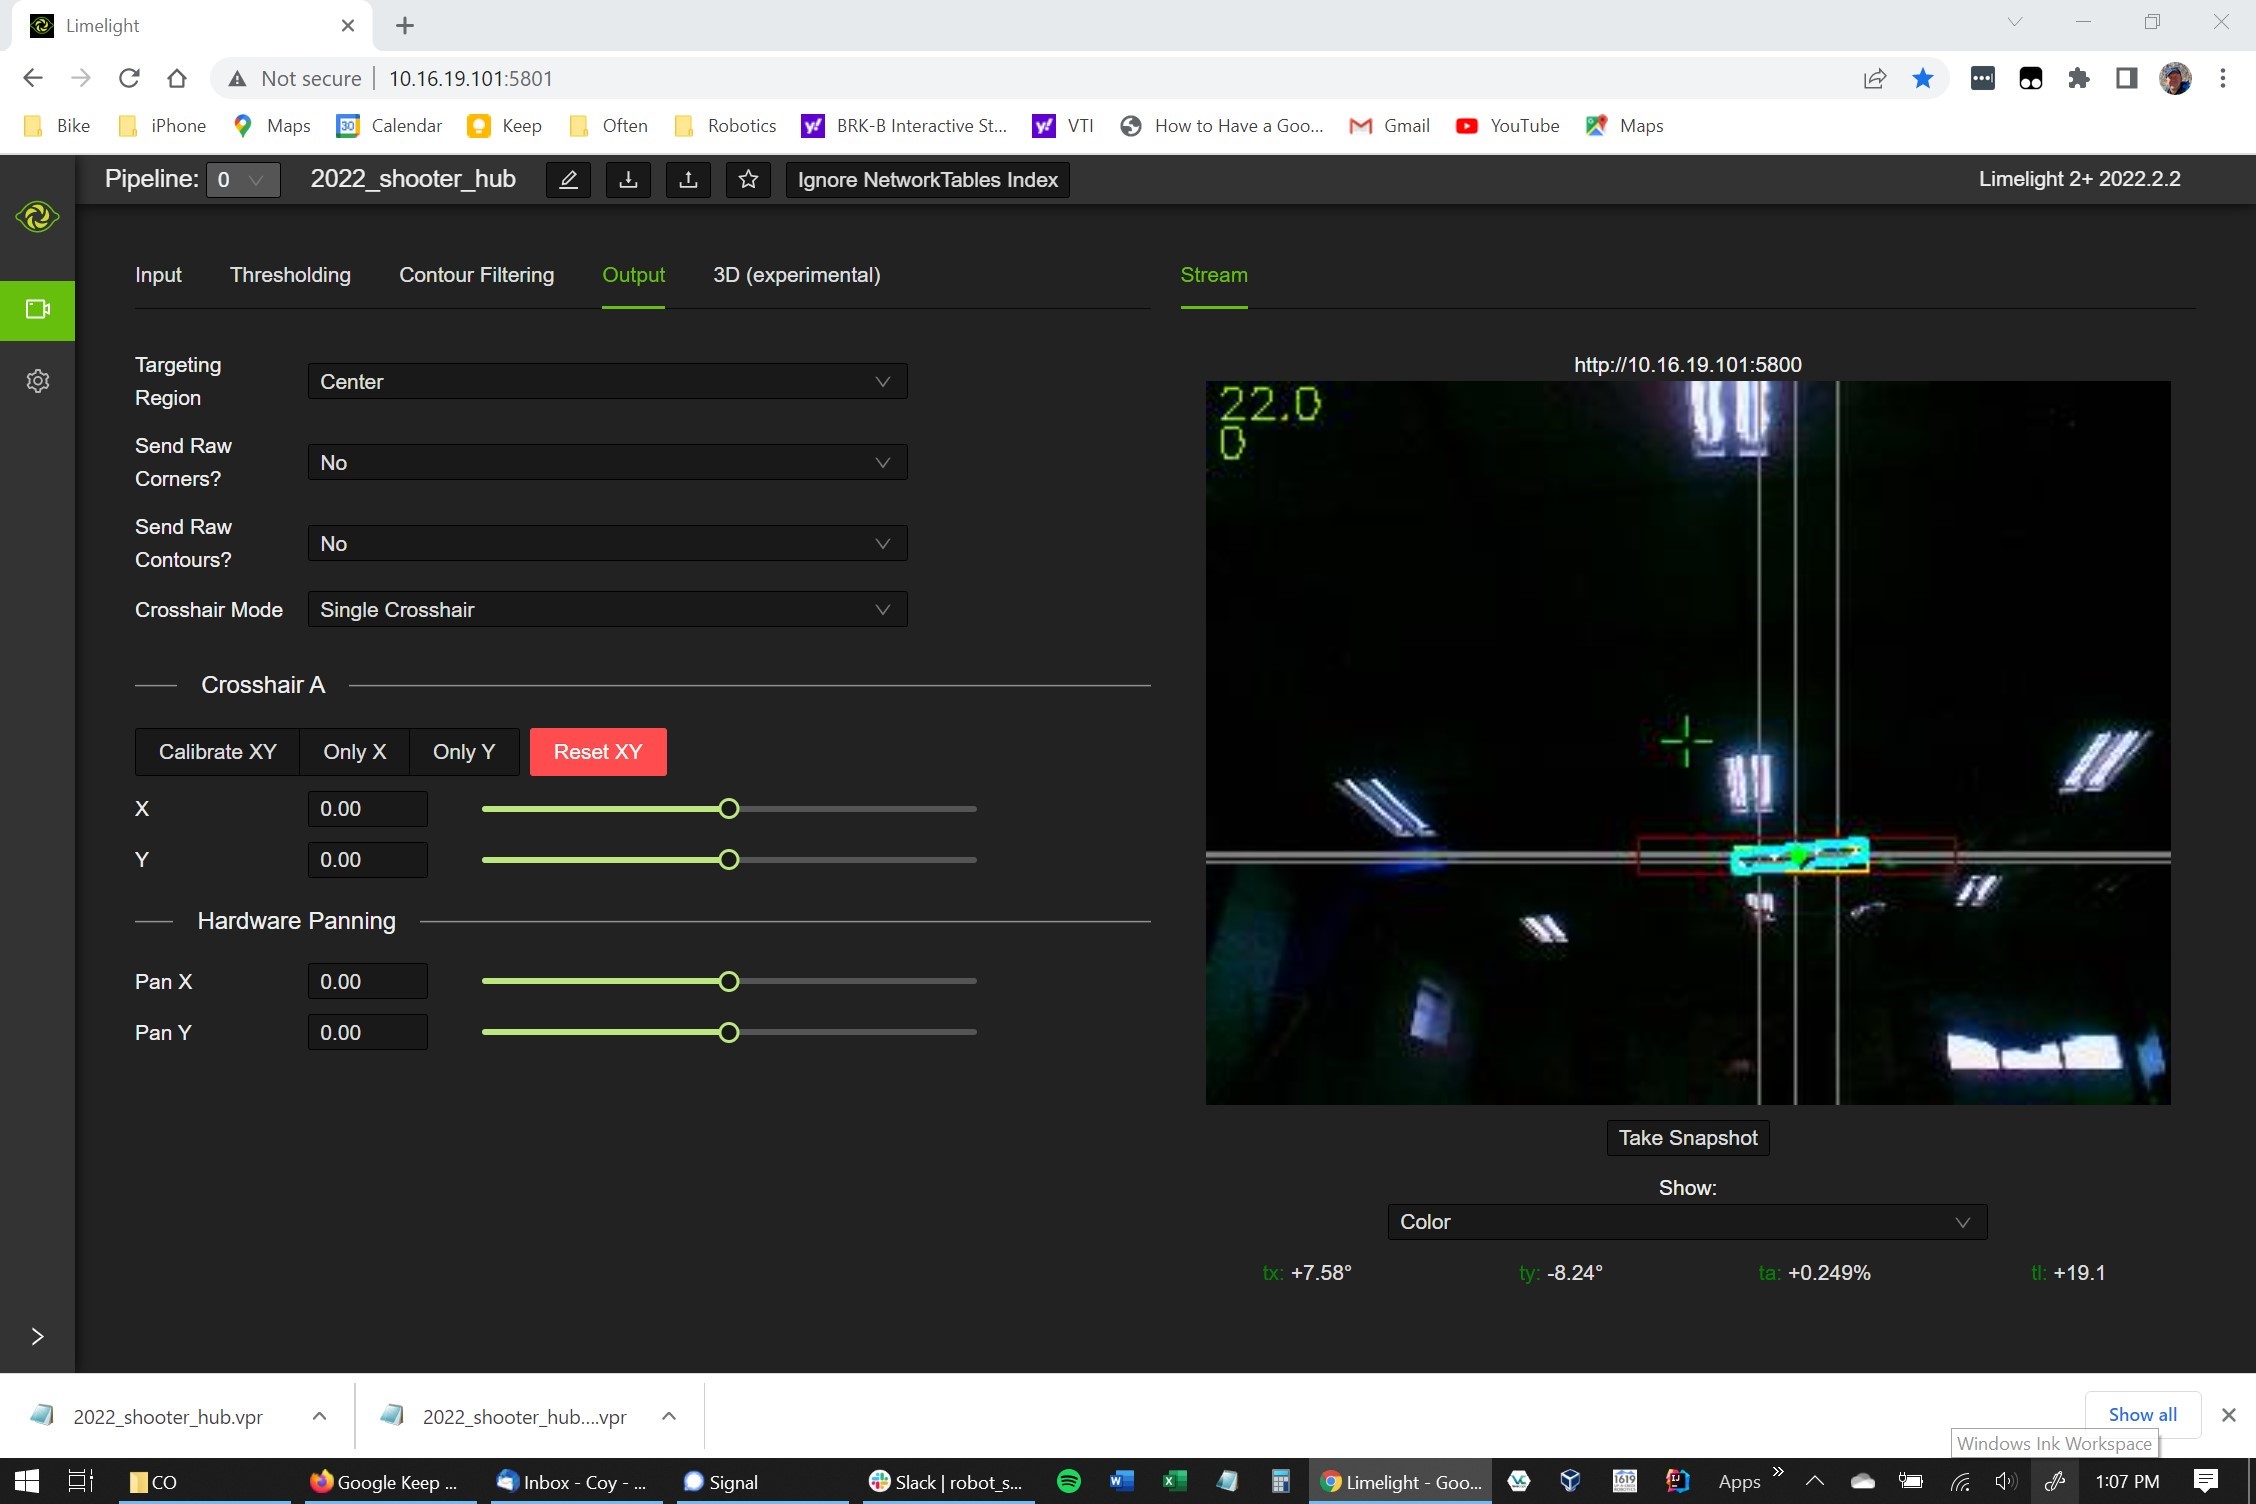 Limelight
Not secure
10.16.19.101:5801
Bike
iPhone
Maps
30
Calendar
Keep
Often
Robotics
y!
BRK-B Interactive St...
y!
VTI
How to Have a Goo...
Gmail
YouTube
Maps
Pipeline:
0
2022_shooter_hub
Ignore NetworkTables Index
Limelight 2+ 2022.2.2
Input
Thresholding
Contour Filtering
Output
3D (experimental)
Stream
Targeting
Region
Center
Send Raw
Corners?
No
Send Raw
Contours?
No
Crosshair Mode
Single Crosshair
Crosshair A
Calibrate XY
Only X
Only Y
Reset XY
X
0.00
Y
0.00
Hardware Panning
Pan X
0.00
Pan Y
0.00
http://10.16.19.101:5800
22.0
0
Take Snapshot
Show:
Color
tx: +7.58°
ty: -8.24°
ta: +0.249%
tl: +19.1
2022_shooter_hub.vpr
2022_shooter_hub....vpr
Show all
Windows Ink Workspace
CO
Google Keep ...
Inbox - Coy - ...
Signal
Slack | robot_s...
W
X
Limelight - Goo...
VC
1619
IJ
Apps
1:07 PM